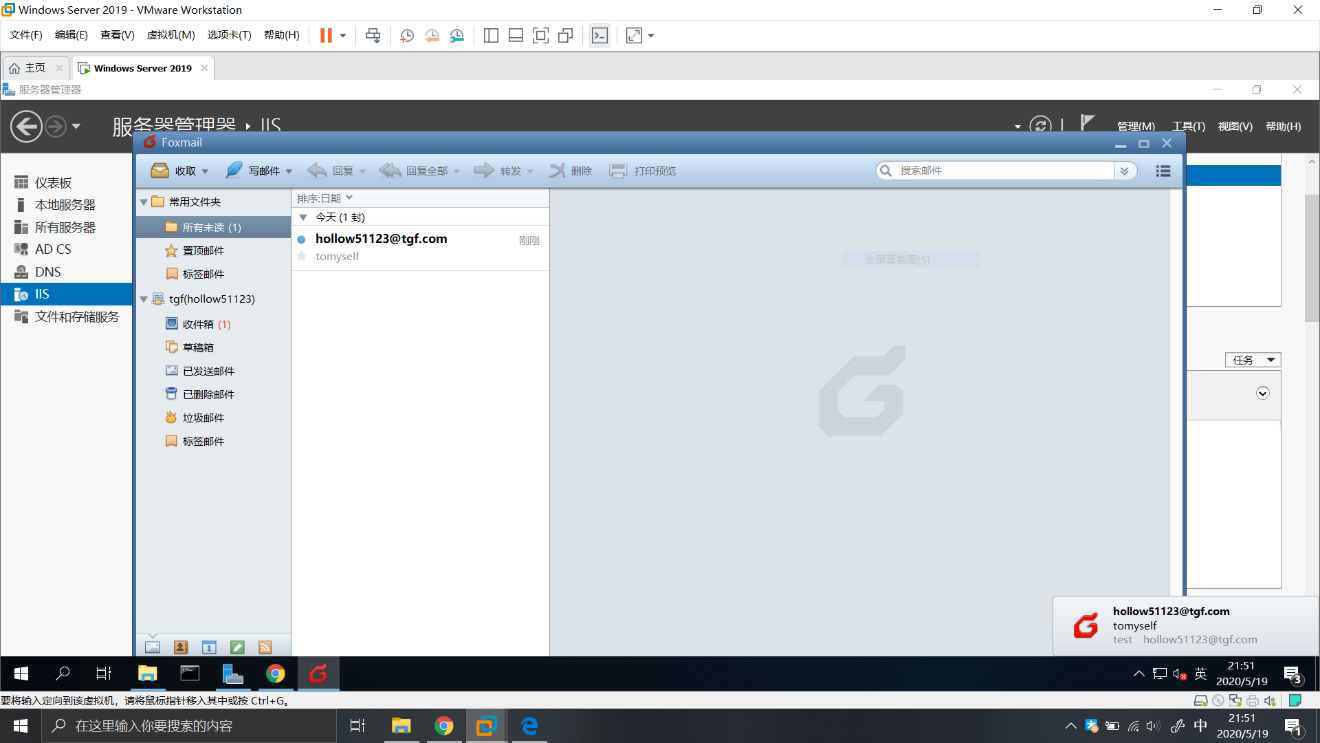 Windows Server 2019 - VMware Workstation
文件(F) 编辑(E) 查看(V) 虚拟机(M) 选项卡(T) 帮助(H)
主页 Windows Server 2019
服务器管理器
服务器管理器 IIS
管理(M) 工具(T) 视图(V) 帮助(H)
Foxmail
收取 写邮件 回复 回复全部 转发 删除 打印预览 搜索邮件
仪表板
本地服务器
所有服务器
AD CS
DNS
IIS
文件和存储服务
常用文件夹
所有未读 (1)
置顶邮件
标签邮件
tgf(hollow51123)
收件箱 (1)
草稿箱
已发送邮件
已删除邮件
垃圾邮件
标签邮件
排序:日期
今天 (1 封)
hollow51123@tgf.com 刚刚
tomyself
全屏幕截图(S)
任务
hollow51123@tgf.com
tomyself
test hollow51123@tgf.com
英 21:51
2020/5/19
3
要将输入定向到该虚拟机，请将鼠标指针移入其中或按 Ctrl+G。
在这里输入你要搜索的内容
中 21:51
2020/5/19
1